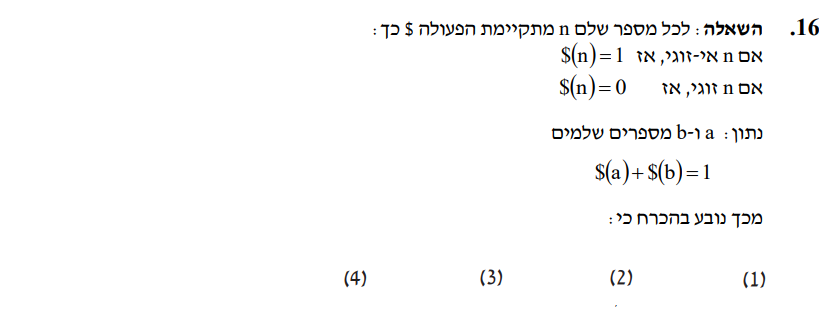 16. השאלה: לכל מספר שלם n מתקיימת הפעולה $ כך:
אם n אי-זוגי, אז $(n)=1
אם n זוגי, אז $(n)=0
נתון: a ו-b מספרים שלמים
$(a)+$(b)=1
מכך נובע בהכרח כי:
(1) (2) (3) (4)